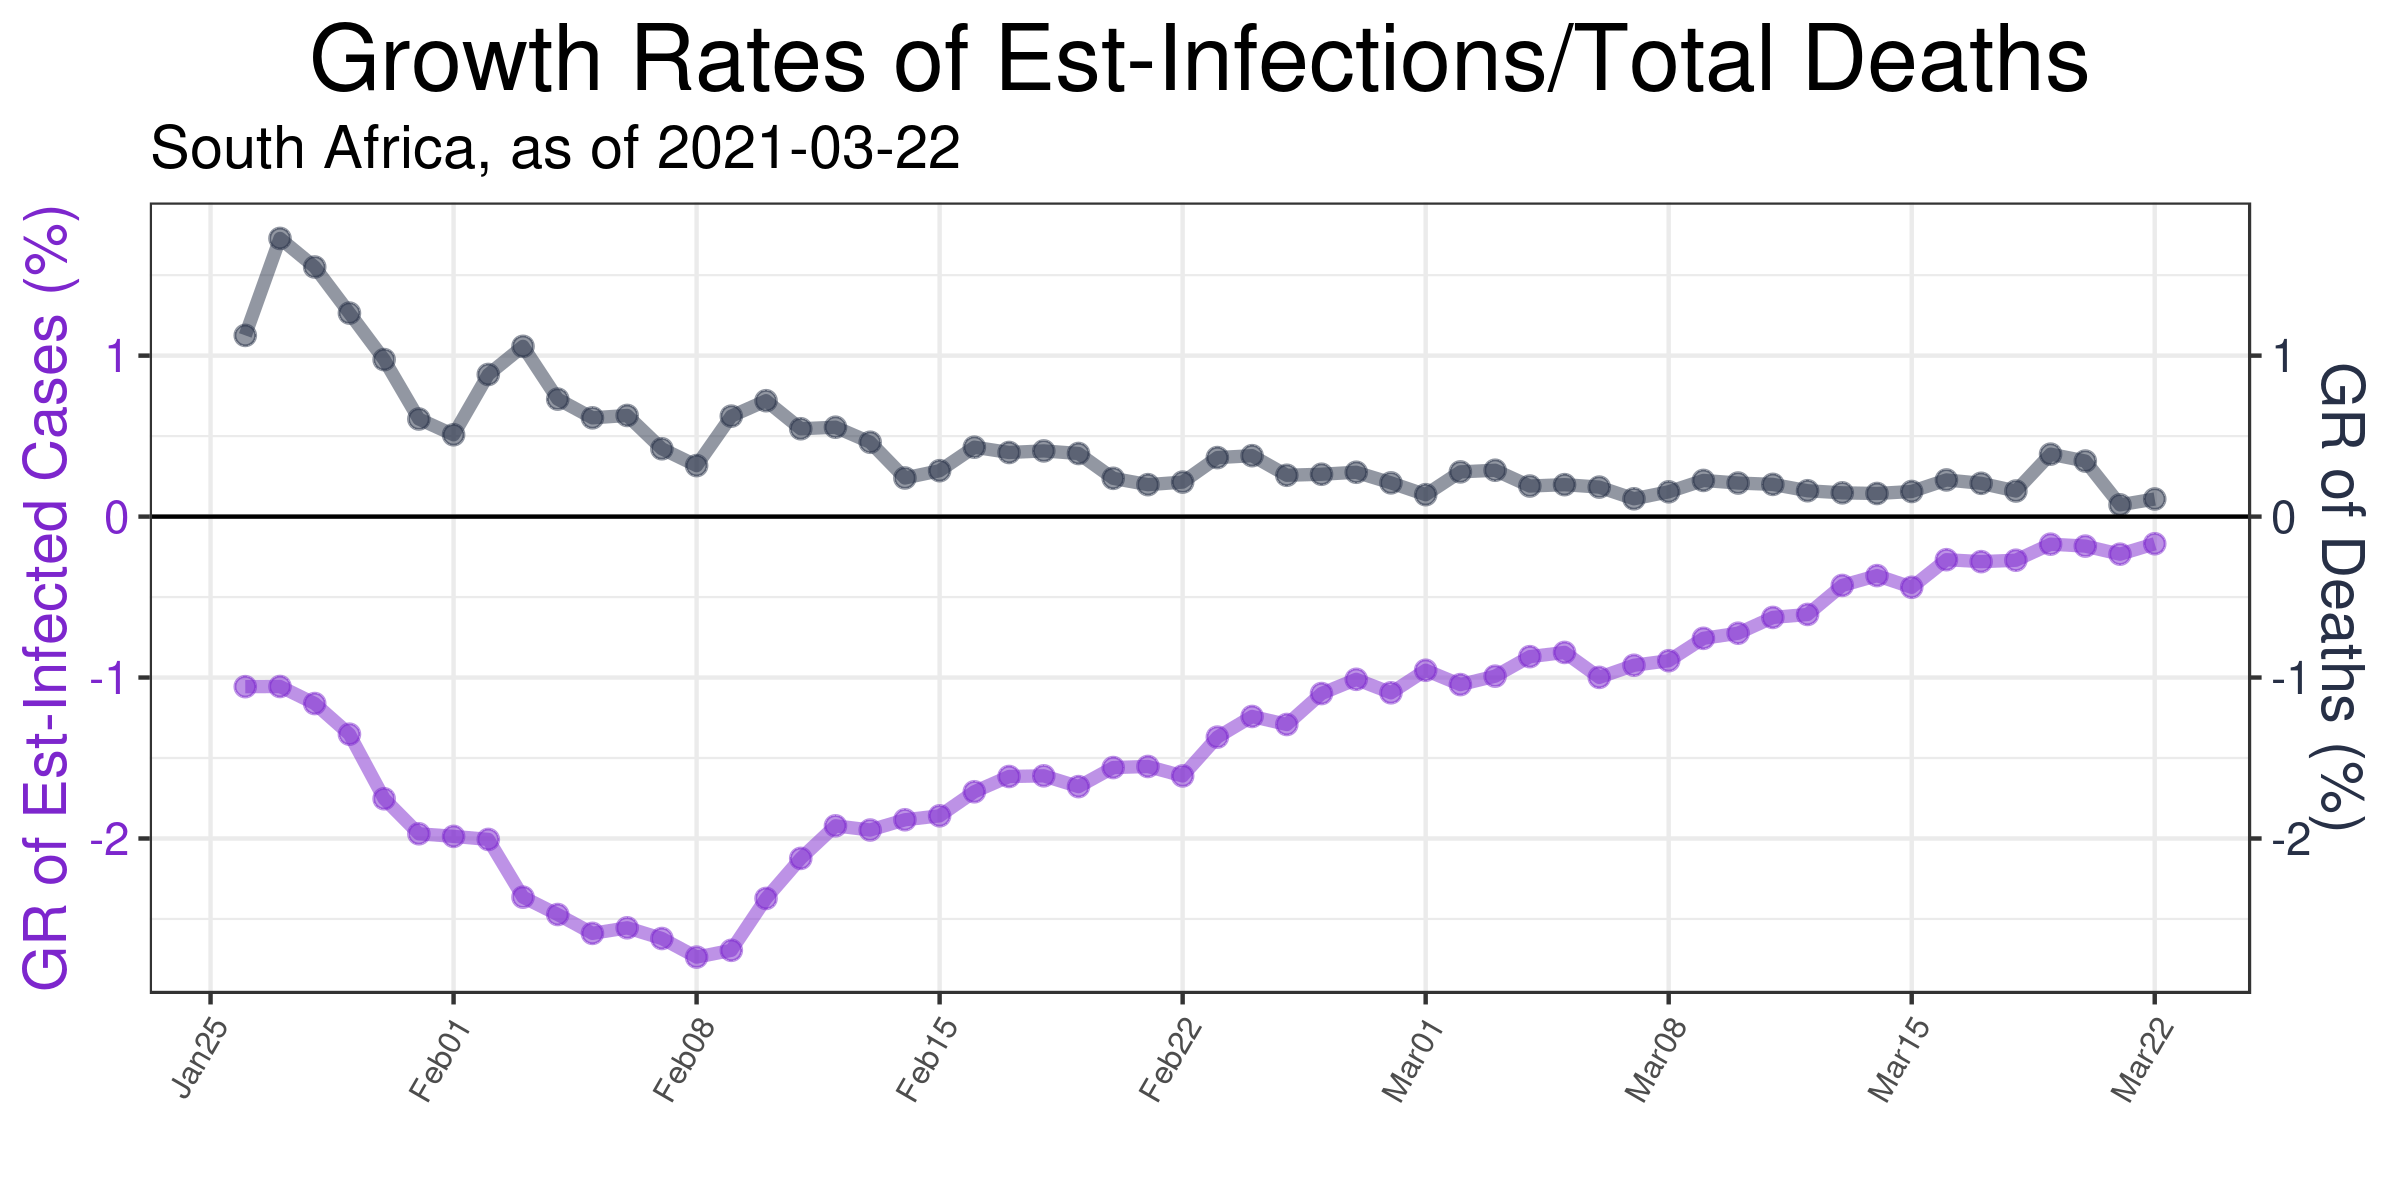 Growth Rates of Est-Infections/Total Deaths
South Africa, as of 2021-03-22
GR of Est-Infected Cases (%)
1
0
-1
-2
1
0
-1
-2
GR of Deaths (%)
Jan25
Feb01
Feb08
Feb15
Feb22
Mar01
Mar08
Mar15
Mar22